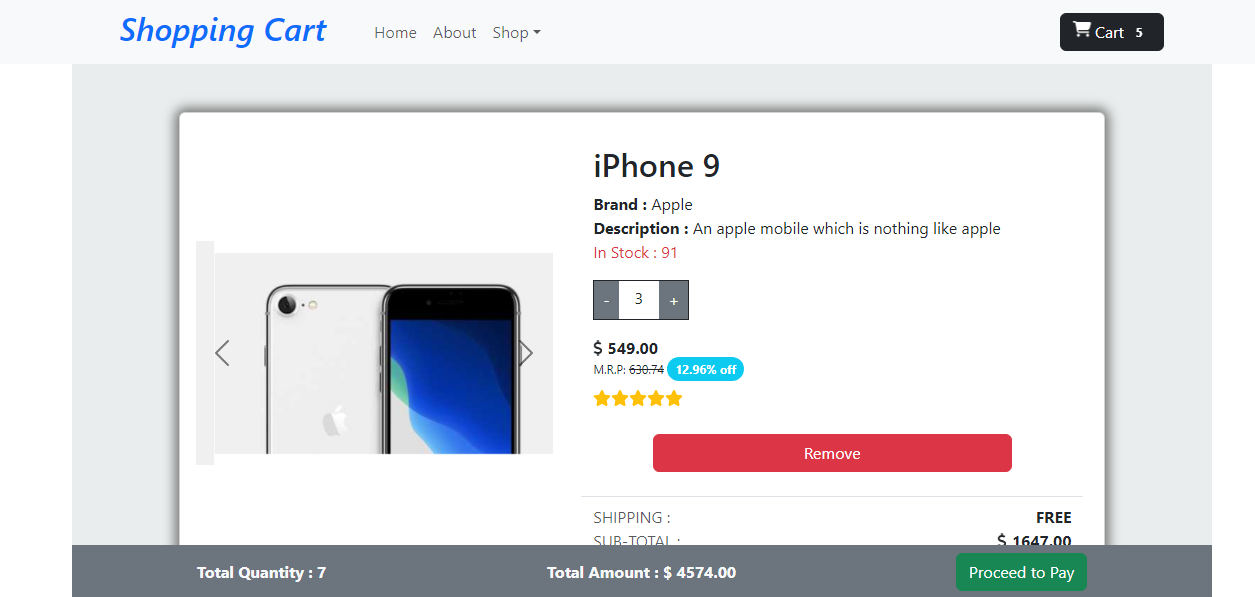 Shopping Cart Home About Shop Cart 5
iPhone 9
Brand : Apple
Description : An apple mobile which is nothing like apple
In Stock : 91
- 3 +
$ 549.00
M.R.P: 630.74 12.96% off
Remove
SHIPPING : FREE
SUB-TOTAL : $ 1647.00
Total Quantity : 7 Total Amount : $ 4574.00 Proceed to Pay